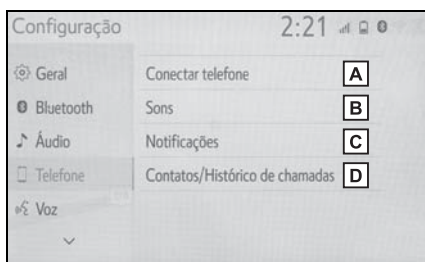 Configuração 2:21
Geral
Bluetooth
Áudio
Telefone
Voz
Conectar telefone A
Sons B
Notificações C
Contatos/Histórico de chamadas D